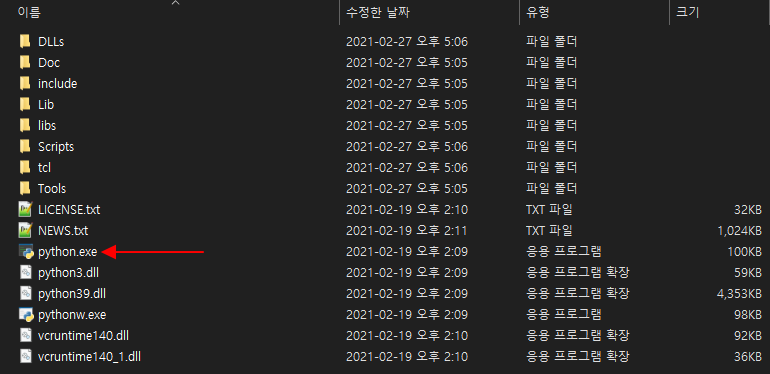 이름 수정한 날짜 유형 크기
DLLs 2021-02-27 오후 5:06 파일 폴더
Doc 2021-02-27 오후 5:05 파일 폴더
include 2021-02-27 오후 5:05 파일 폴더
Lib 2021-02-27 오후 5:05 파일 폴더
libs 2021-02-27 오후 5:05 파일 폴더
Scripts 2021-02-27 오후 5:06 파일 폴더
tcl 2021-02-27 오후 5:06 파일 폴더
Tools 2021-02-27 오후 5:05 파일 폴더
LICENSE.txt 2021-02-19 오후 2:10 TXT 파일 32KB
NEWS.txt 2021-02-19 오후 2:11 TXT 파일 1,024KB
python.exe 2021-02-19 오후 2:09 응용 프로그램 100KB
python3.dll 2021-02-19 오후 2:09 응용 프로그램 확장 59KB
python39.dll 2021-02-19 오후 2:09 응용 프로그램 확장 4,353KB
pythonw.exe 2021-02-19 오후 2:09 응용 프로그램 98KB
vcruntime140.dll 2021-02-19 오후 2:10 응용 프로그램 확장 92KB
vcruntime140_1.dll 2021-02-19 오후 2:10 응용 프로그램 확장 36KB